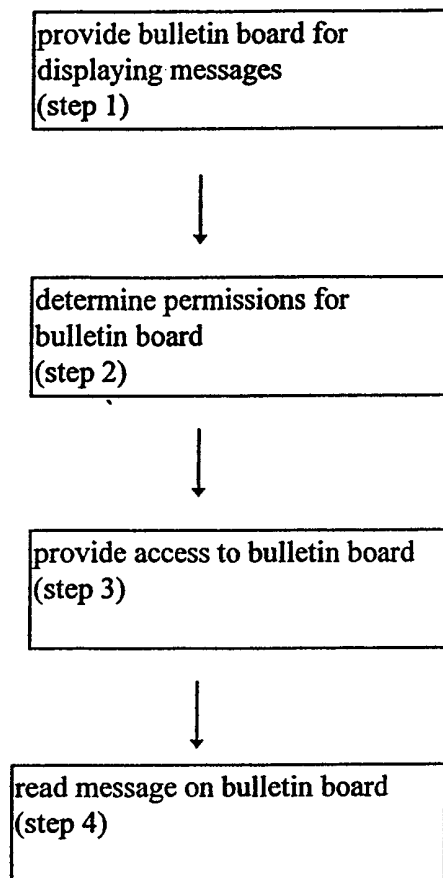 provide bulletin board for
displaying messages
(step 1)
determine permissions for
bulletin board
(step 2)
provide access to bulletin board
(step 3)
read message on bulletin board
(step 4)